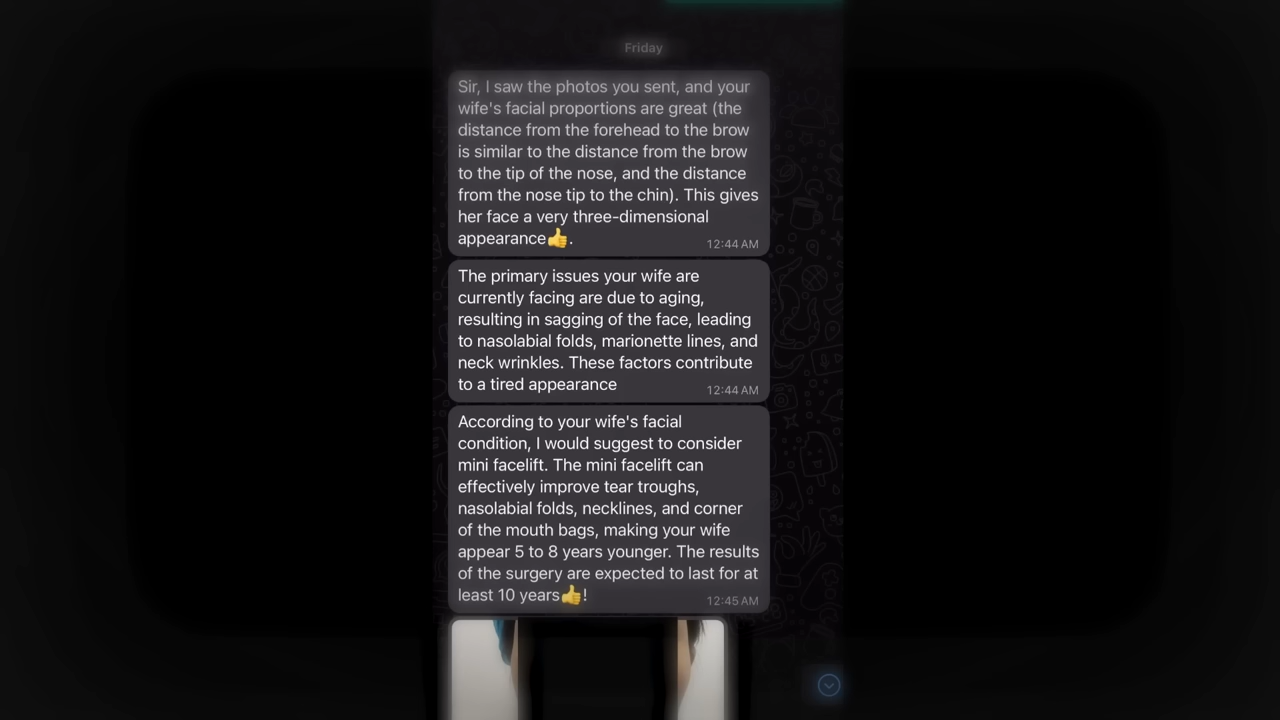 Friday
Sir, I saw the photos you sent, and your
wife's facial proportions are great (the
distance from the forehead to the brow
is similar to the distance from the brow
to the tip of the nose, and the distance
from the nose tip to the chin). This gives
her face a very three-dimensional
appearance👍.
12:44 AM
The primary issues your wife are
currently facing are due to aging,
resulting in sagging of the face, leading
to nasolabial folds, marionette lines, and
neck wrinkles. These factors contribute
to a tired appearance
12:44 AM
According to your wife's facial
condition, I would suggest to consider
mini facelift. The mini facelift can
effectively improve tear troughs,
nasolabial folds, necklines, and corner
of the mouth bags, making your wife
appear 5 to 8 years younger. The results
of the surgery are expected to last for at
least 10 years👍!
12:45 AM